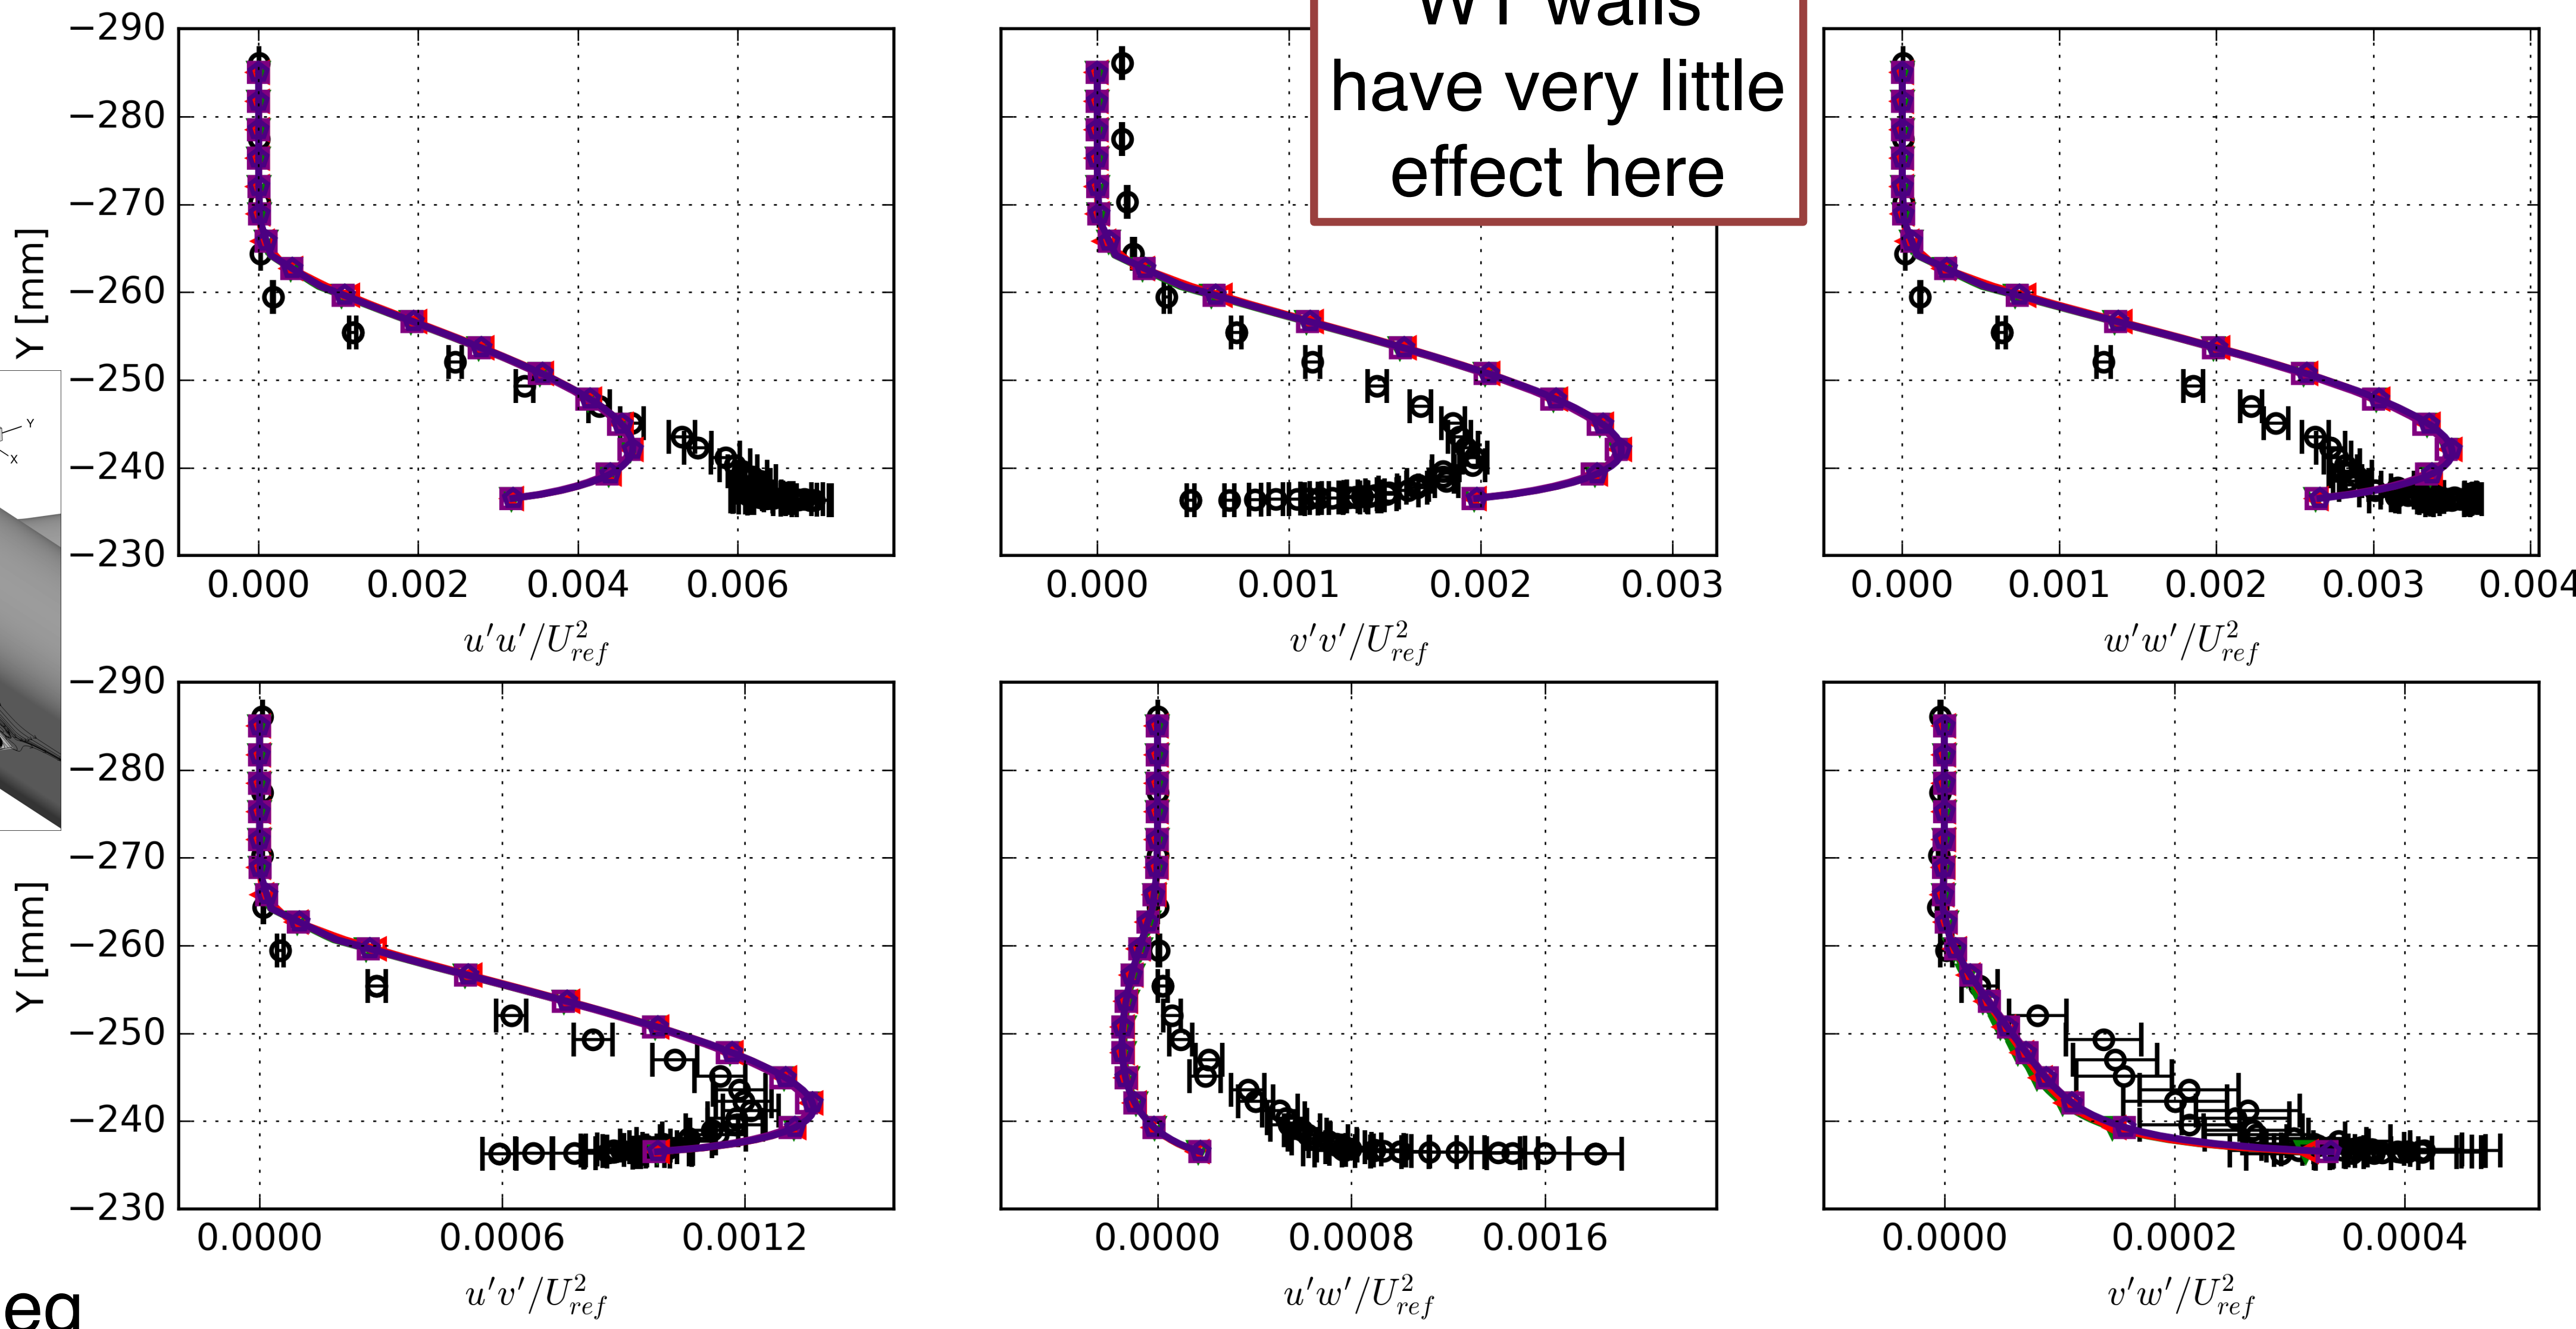 WT walls
have very little
effect here
−290
−280
−270
−260
−250
−240
−230
Y [mm]
0.000 0.002 0.004 0.006
u′u′/U²ref
0.000 0.001 0.002 0.003
v′v′/U²ref
0.000 0.001 0.002 0.003 0.004
w′w′/U²ref
Y
X
−290
−280
−270
−260
−250
−240
−230
Y [mm]
0.0000 0.0006 0.0012
u′v′/U²ref
0.0000 0.0008 0.0016
u′w′/U²ref
0.0000 0.0002 0.0004
v′w′/U²ref